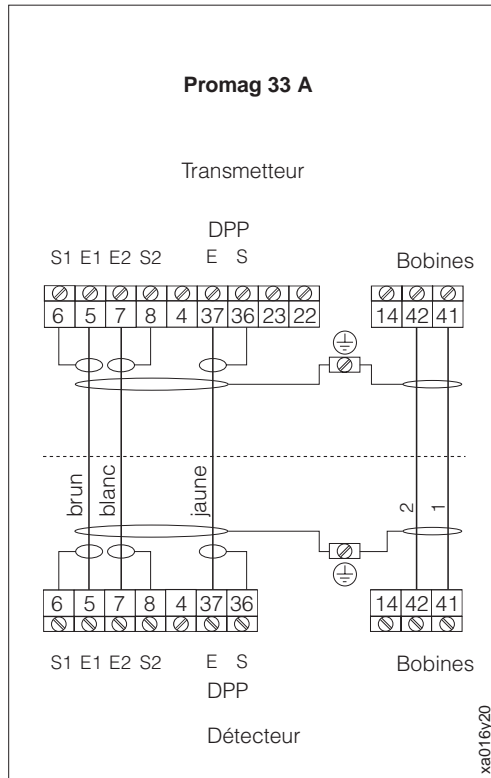 Promag 33 A
Transmetteur
DPP
S1 E1 E2 S2 E S
Bobines
6 5 7 8 4 37 36 23 22
14 42 41
brun
blanc
jaune
2
1
6 5 7 8 4 37 36
14 42 41
S1 E1 E2 S2 E S
Bobines
DPP
Détecteur
xa016v20